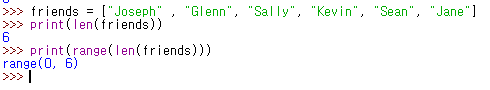 >>> friends = ["Joseph" , "Glenn", "Sally", "Kevin", "Sean", "Jane"]
>>> print(len(friends))
6
>>> print(range(len(friends)))
range(0, 6)
>>>